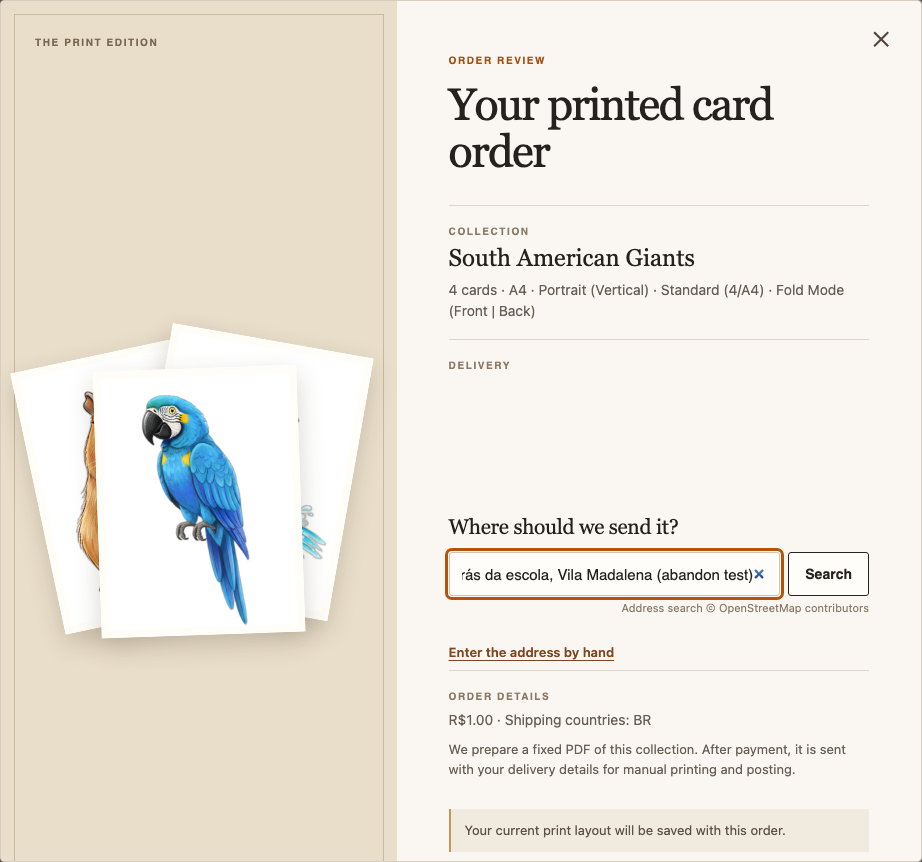 THE PRINT EDITION
ORDER REVIEW
Your printed card
order
COLLECTION
South American Giants
4 cards · A4 · Portrait (Vertical) · Standard (4/A4) · Fold Mode
(Front | Back)
DELIVERY
Where should we send it?
rás da escola, Vila Madalena (abandon test)
Search
Address search © OpenStreetMap contributors
Enter the address by hand
ORDER DETAILS
R$1.00 · Shipping countries: BR
We prepare a fixed PDF of this collection. After payment, it is sent
with your delivery details for manual printing and posting.
Your current print layout will be saved with this order.